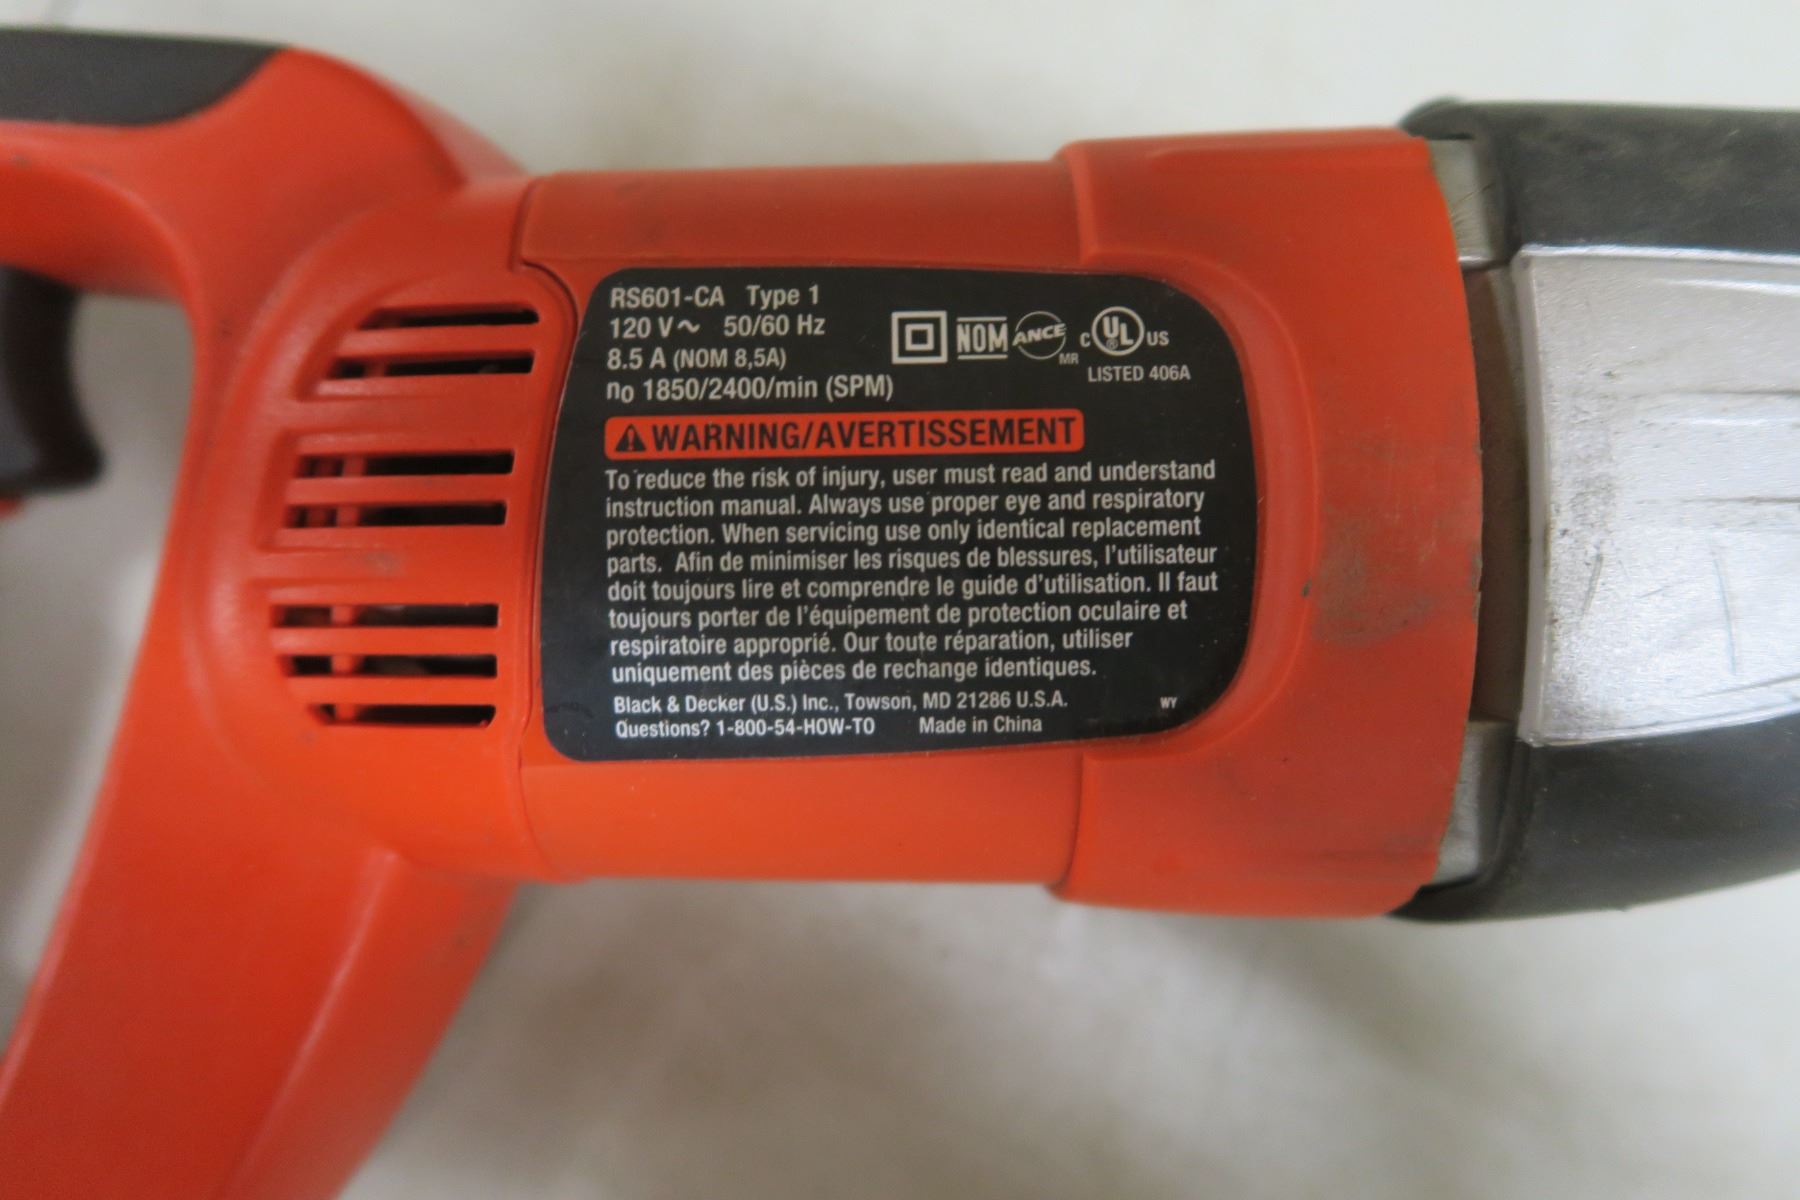 RS601-CA Type 1
120 V~ 50/60 Hz
8.5 A (NOM 8,5A)
no 1850/2400/min (SPM)
NOM ANCE MR C UL ® US
LISTED 406A
WARNING/AVERTISSEMENT
To reduce the risk of injury, user must read and understand
instruction manual. Always use proper eye and respiratory
protection. When servicing use only identical replacement
parts. Afin de minimiser les risques de blessures, l'utilisateur
doit toujours lire et comprendre le guide d'utilisation. Il faut
toujours porter de l'équipement de protection oculaire et
respiratoire approprié. Our toute réparation, utiliser
uniquement des pièces de rechange identiques.
Black & Decker (U.S.) Inc., Towson, MD 21286 U.S.A. WY
Questions? 1-800-54-HOW-TO Made in China